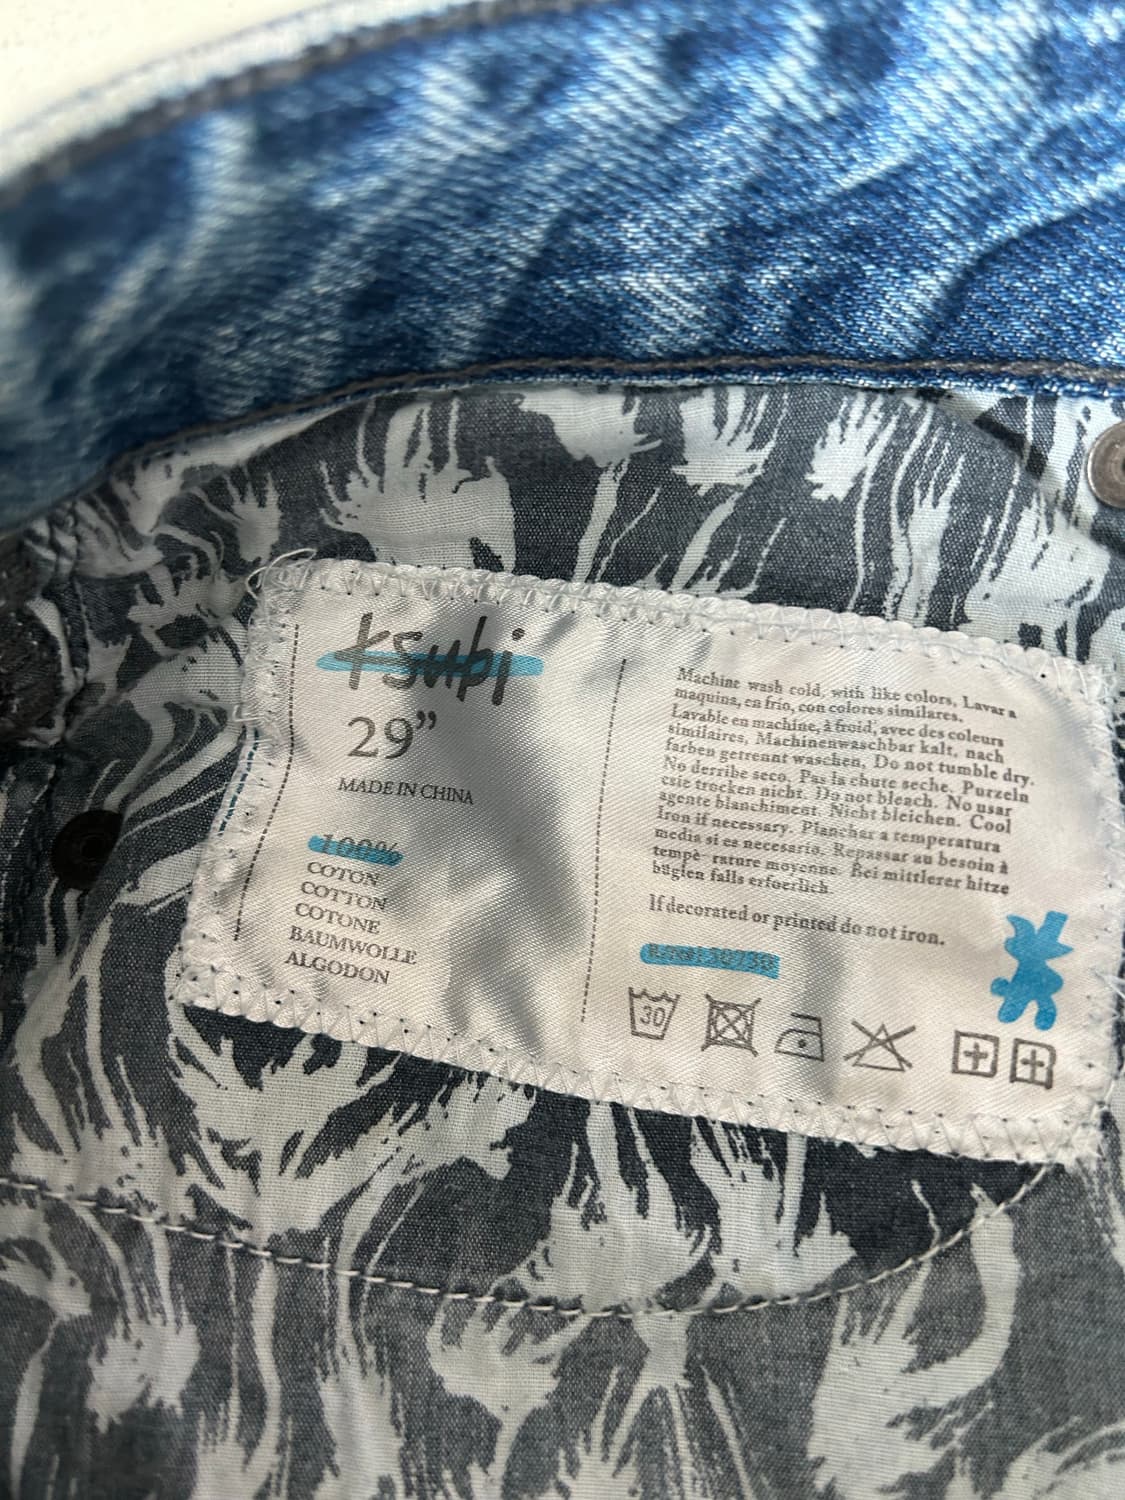 ksubi
29”
MADE IN CHINA
100%
COTON
COTTON
COTONE
BAUMWOLLE
ALGODON
Machine wash cold, with like colors, Lavar a
maquina, en frio, con colores similares.
Lavable en machine, à froid, avec des couleurs
similaires, Machinenwaschbar kalt, nach
farben getrennt waschen, Do not tumble dry.
No derribe seco, Pas la chute seche, Purzeln
csie trocken nicht. Do not bleach. No usar
agente blanchiment. Nicht bleichen. Cool
Iron if necessary. Planchar a temperatura
media si es necesario. Repassar au besoin à
tempè- rature moyenne. Bei mittlerer hitze
buglen falls erfoerlich.
If decorated or printed do not iron.
30